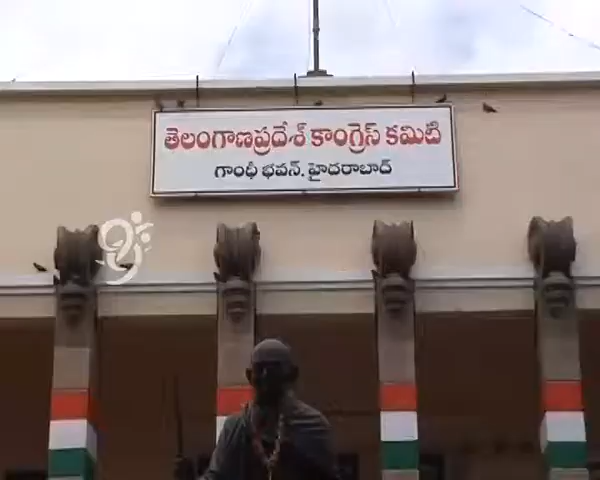 తెలంగాణప్రదేశ్ కాంగ్రెస్ కమిటి
గాంధీ భవన్. హైదరాబాద్